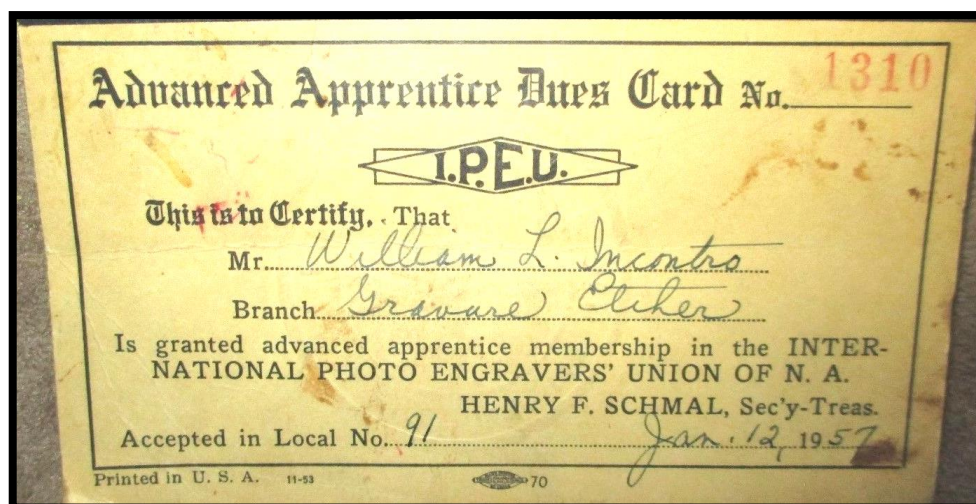 Advanced Apprentice Dues Card No. 1310
I.P.E.U.
This is to Certify, That
Mr. William L. Incontro
Branch Gravure Etcher
Is granted advanced apprentice membership in the INTER-
NATIONAL PHOTO ENGRAVERS' UNION OF N. A.
HENRY F. SCHMAL, Sec'y-Treas.
Accepted in Local No. 91 Jan. 12, 1957
Printed in U. S. A. 11-53 70